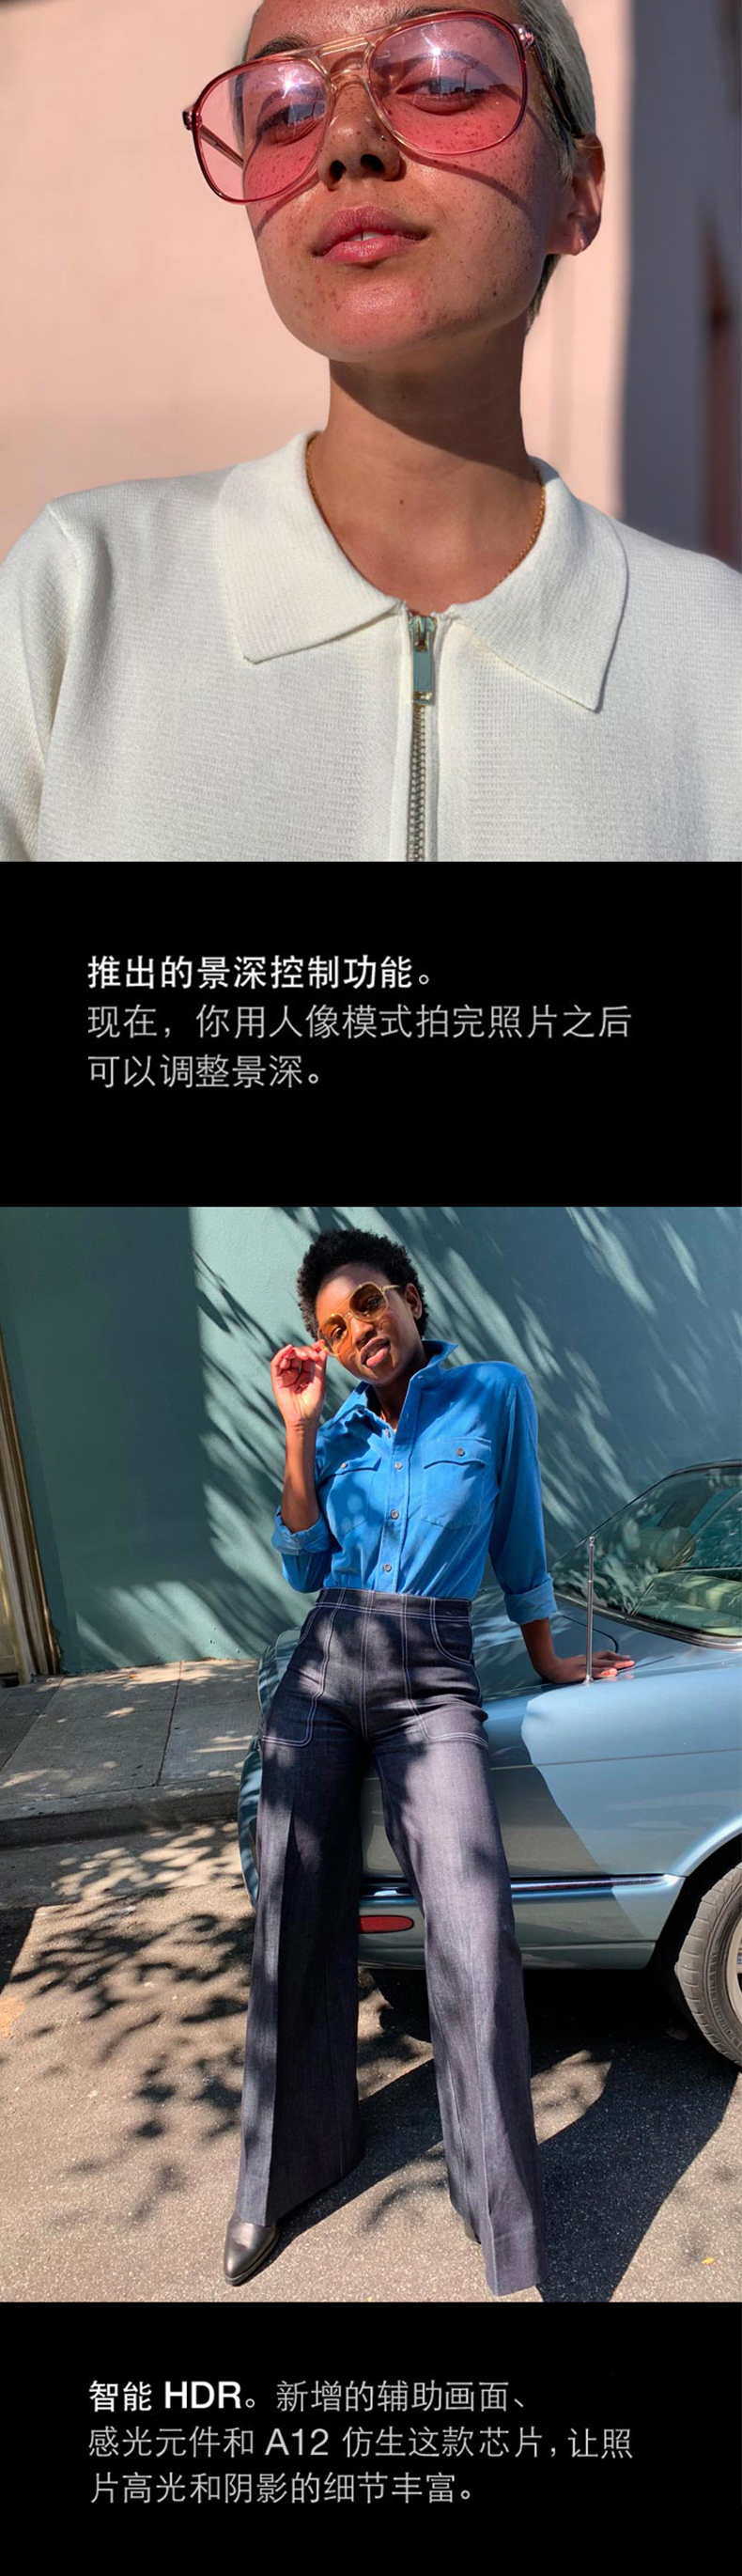 推出的景深控制功能。
现在，你用人像模式拍完照片之后
可以调整景深。
智能 HDR。新增的辅助画面、
感光元件和 A12 仿生这款芯片，让照
片高光和阴影的细节丰富。